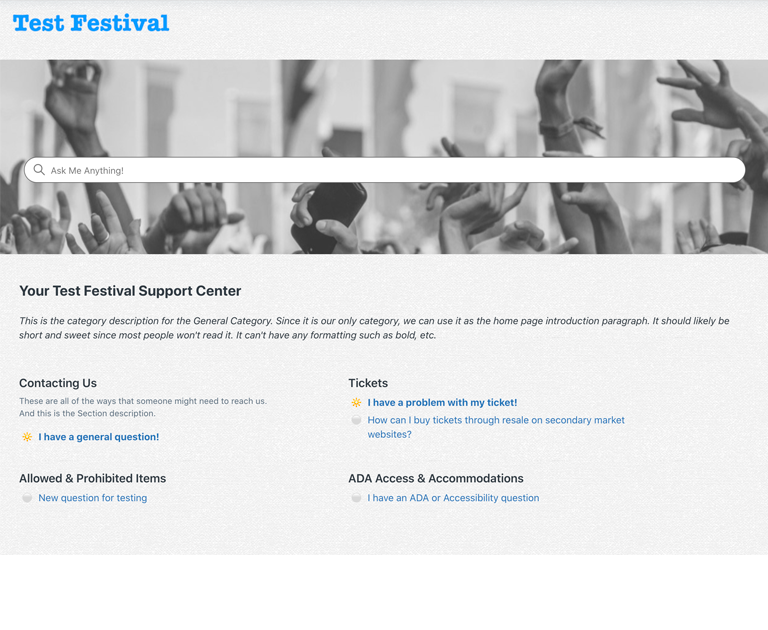 Test Festival
Ask Me Anything!
Your Test Festival Support Center
This is the category description for the General Category. Since it is our only category, we can use it as the home page introduction paragraph. It should likely be
short and sweet since most people won't read it. It can't have any formatting such as bold, etc.
Contacting Us
These are all of the ways that someone might need to reach us.
And this is the Section description.
I have a general question!
Tickets
I have a problem with my ticket!
How can I buy tickets through resale on secondary market
websites?
Allowed & Prohibited Items
New question for testing
ADA Access & Accommodations
I have an ADA or Accessibility question